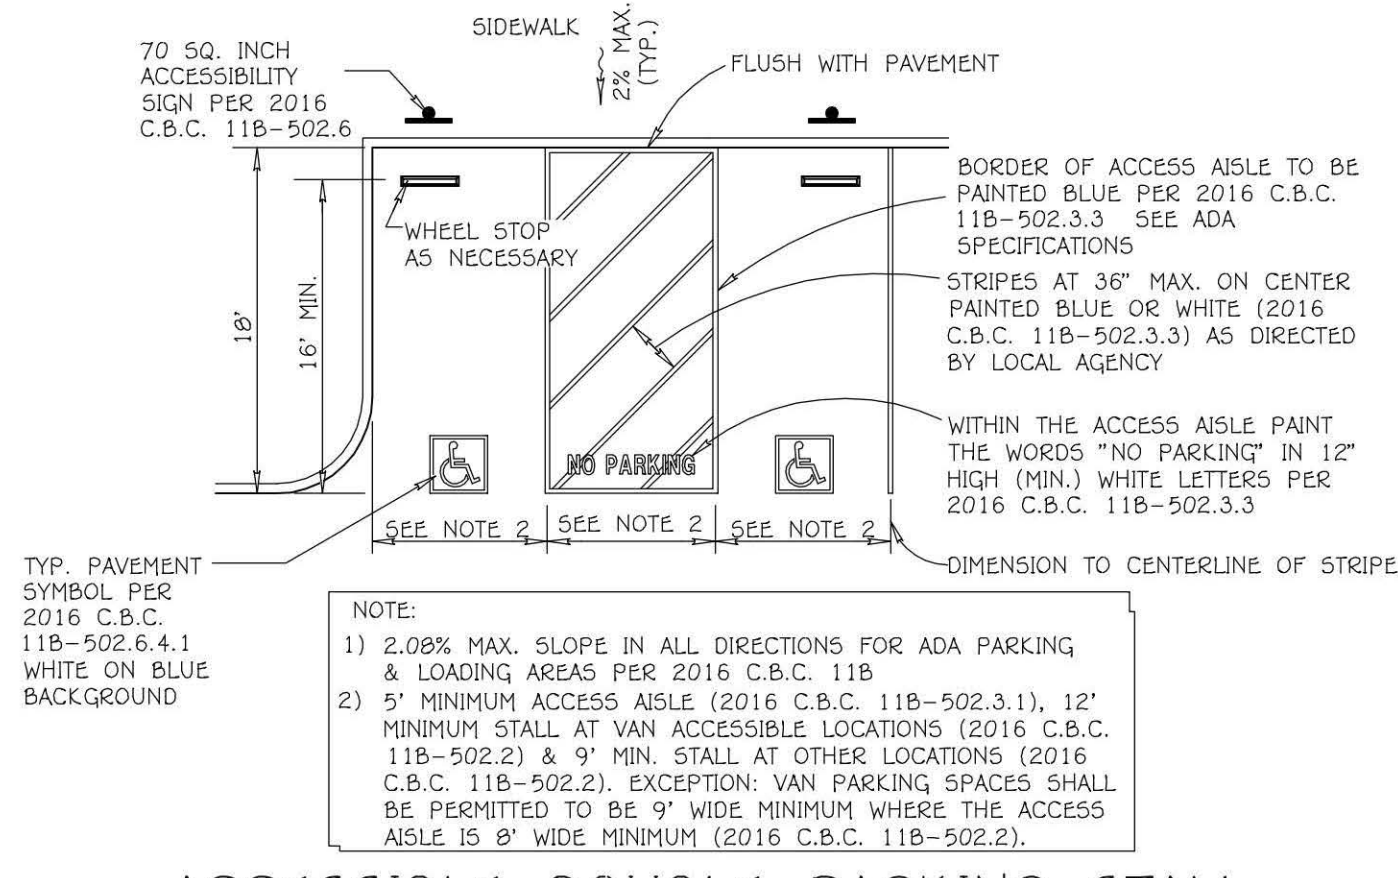 SIDEWALK
2% MAX.
(TYP.)
70 SQ. INCH
ACCESSIBILITY
SIGN PER 2016
C.B.C. 11B-502.6
FLUSH WITH PAVEMENT
BORDER OF ACCESS AISLE TO BE
PAINTED BLUE PER 2016 C.B.C.
11B-502.3.3 SEE ADA
SPECIFICATIONS
WHEEL STOP
AS NECESSARY
STRIPES AT 36" MAX. ON CENTER
PAINTED BLUE OR WHITE (2016
C.B.C. 11B-502.3.3) AS DIRECTED
BY LOCAL AGENCY
18'
16' MIN.
WITHIN THE ACCESS AISLE PAINT
THE WORDS "NO PARKING" IN 12"
HIGH (MIN.) WHITE LETTERS PER
2016 C.B.C. 11B-502.3.3
NO PARKING
SEE NOTE 2
SEE NOTE 2
SEE NOTE 2
DIMENSION TO CENTERLINE OF STRIPE
TYP. PAVEMENT
SYMBOL PER
2016 C.B.C.
11B-502.6.4.1
WHITE ON BLUE
BACKGROUND
NOTE:
1) 2.08% MAX. SLOPE IN ALL DIRECTIONS FOR ADA PARKING
& LOADING AREAS PER 2016 C.B.C. 11B
2) 5' MINIMUM ACCESS AISLE (2016 C.B.C. 11B-502.3.1), 12'
MINIMUM STALL AT VAN ACCESSIBLE LOCATIONS (2016 C.B.C.
11B-502.2) & 9' MIN. STALL AT OTHER LOCATIONS (2016
C.B.C. 11B-502.2). EXCEPTION: VAN PARKING SPACES SHALL
BE PERMITTED TO BE 9' WIDE MINIMUM WHERE THE ACCESS
AISLE IS 8' WIDE MINIMUM (2016 C.B.C. 11B-502.2).